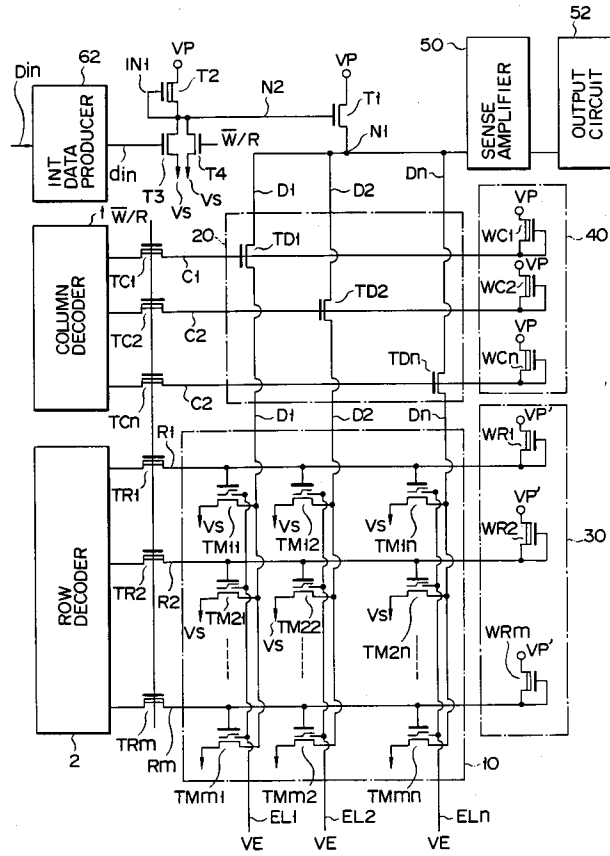 52
50
VP
VP
62
Din
IN1
T2
N2
T1
SENSE AMPLIFIER
OUTPUT CIRCUIT
INT DATA PRODUCER
din
W̅/R
N1
T3
T4
Dn
Vs
Vs
D1
D2
1
W̅/R
20
VP
40
COLUMN DECODER
TD1
WC1
TC1
C1
VP
TD2
WC2
TC2
C2
VP
TDn
WCn
TCn
C2
D1
D2
Dn
R1
VP'
WR1
TR1
VP'
Vs
Vs
Vs
TM11
TM12
TM1n
WR2
30
ROW DECODER
TR2
R2
Vs
Vs
Vs
TM21
TM22
TM2n
VP'
WRm
TRm
Rm
2
TMm1
TMm2
TMmn
10
EL1
EL2
ELn
VE
VE
VE